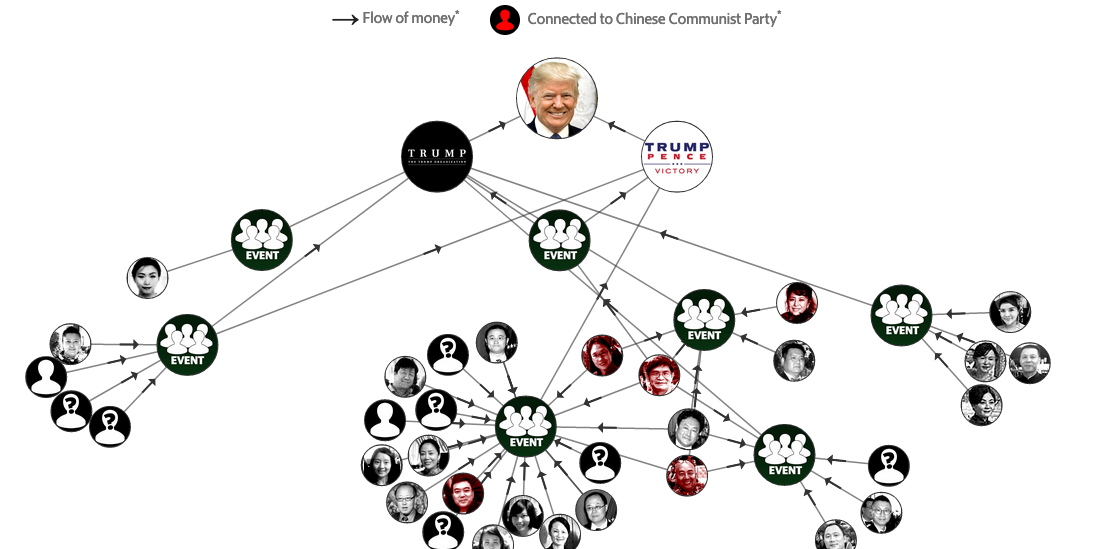 Flow of money*
Connected to Chinese Communist Party*
TRUMP
THE TRUMP ORGANIZATION
TRUMP
PENCE
VICTORY
EVENT
EVENT
EVENT
EVENT
EVENT
EVENT
EVENT
?
?
?
?
?
?
?